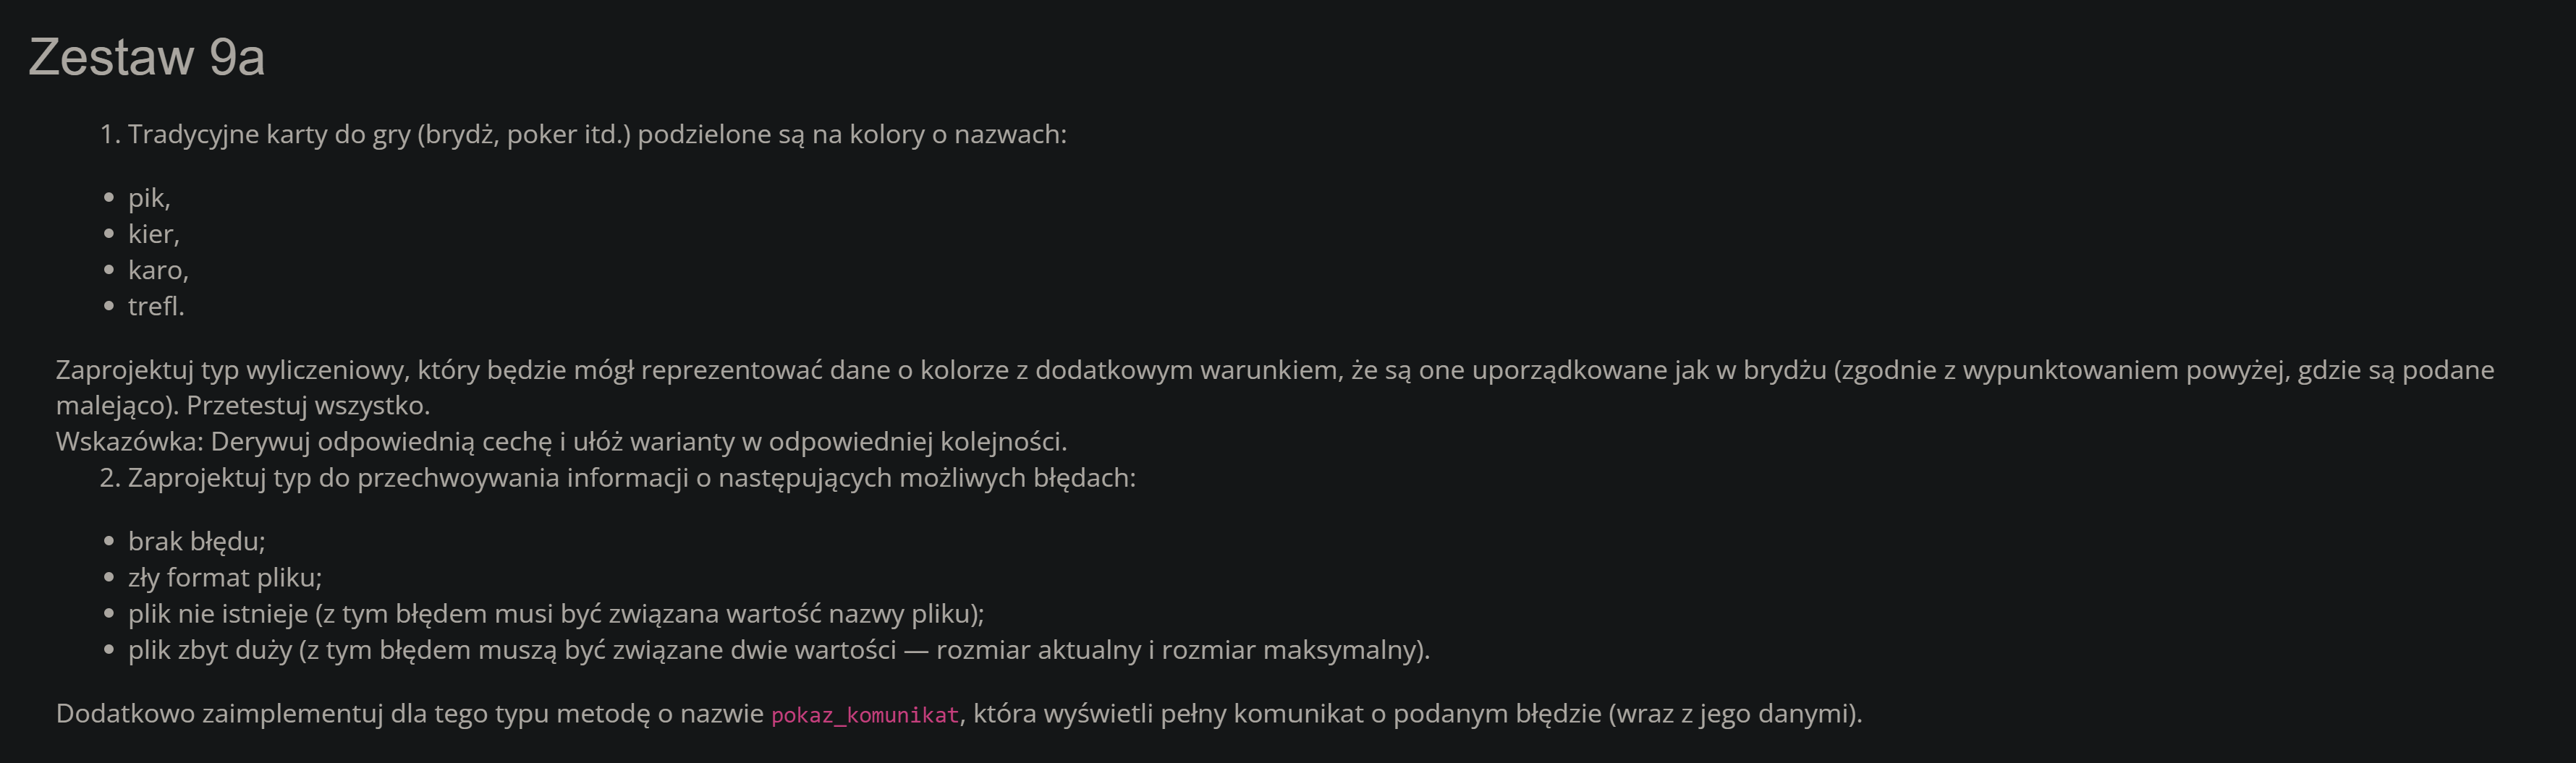 Zestaw 9a
1. Tradycyjne karty do gry (brydż, poker itd.) podzielone są na kolory o nazwach:
• pik,
• kier,
• karo,
• trefl.
Zaprojektuj typ wyliczeniowy, który będzie mógł reprezentować dane o kolorze z dodatkowym warunkiem, że są one uporządkowane jak w brydżu (zgodnie z wypunktowaniem powyżej, gdzie są podane
malejąco). Przetestuj wszystko.
Wskazówka: Derywuj odpowiednią cechę i ułóż warianty w odpowiedniej kolejności.
2. Zaprojektuj typ do przechwoywania informacji o następujących możliwych błędach:
• brak błędu;
• zły format pliku;
• plik nie istnieje (z tym błędem musi być związana wartość nazwy pliku);
• plik zbyt duży (z tym błędem muszą być związane dwie wartości — rozmiar aktualny i rozmiar maksymalny).
Dodatkowo zaimplementuj dla tego typu metodę o nazwie pokaz_komunikat, która wyświetli pełny komunikat o podanym błędzie (wraz z jego danymi).